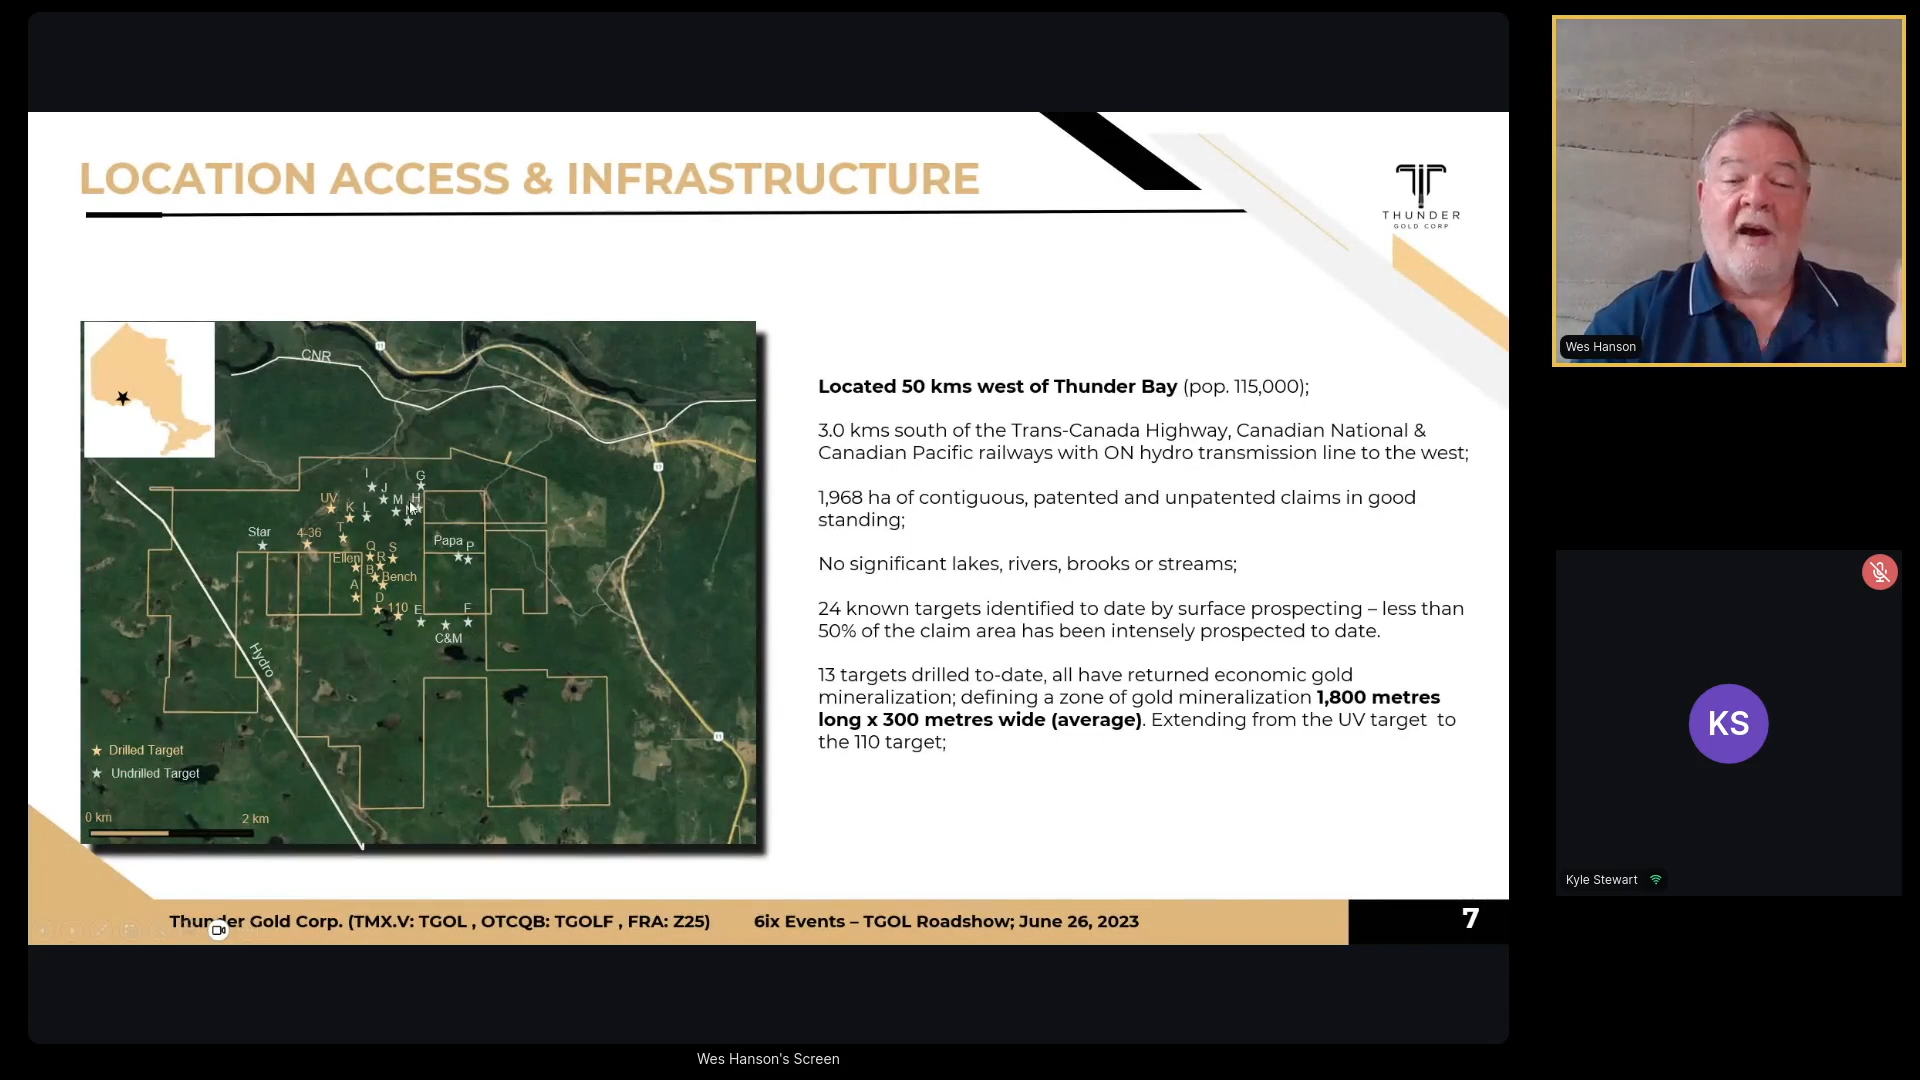 LOCATION ACCESS & INFRASTRUCTURE
THUNDER
GOLD CORP
CNR
I
G
J
UV
M
H
K
L
T
Star
4-36
Papa
P
Q
S
Ellen
R
B
Bench
A
D
110
E
F
C&M
Hydro
Drilled Target
Undrilled Target
0 km
2 km
Located 50 kms west of Thunder Bay (pop. 115,000);
3.0 kms south of the Trans-Canada Highway, Canadian National &
Canadian Pacific railways with ON hydro transmission line to the west;
1,968 ha of contiguous, patented and unpatented claims in good
standing;
No significant lakes, rivers, brooks or streams;
24 known targets identified to date by surface prospecting – less than
50% of the claim area has been intensely prospected to date.
13 targets drilled to-date, all have returned economic gold
mineralization; defining a zone of gold mineralization 1,800 metres
long x 300 metres wide (average). Extending from the UV target to
the 110 target;
Thunder Gold Corp. (TMX.V: TGOL , OTCQB: TGOLF , FRA: Z25)
6ix Events – TGOL Roadshow; June 26, 2023
7
Wes Hanson
KS
Kyle Stewart
Wes Hanson's Screen